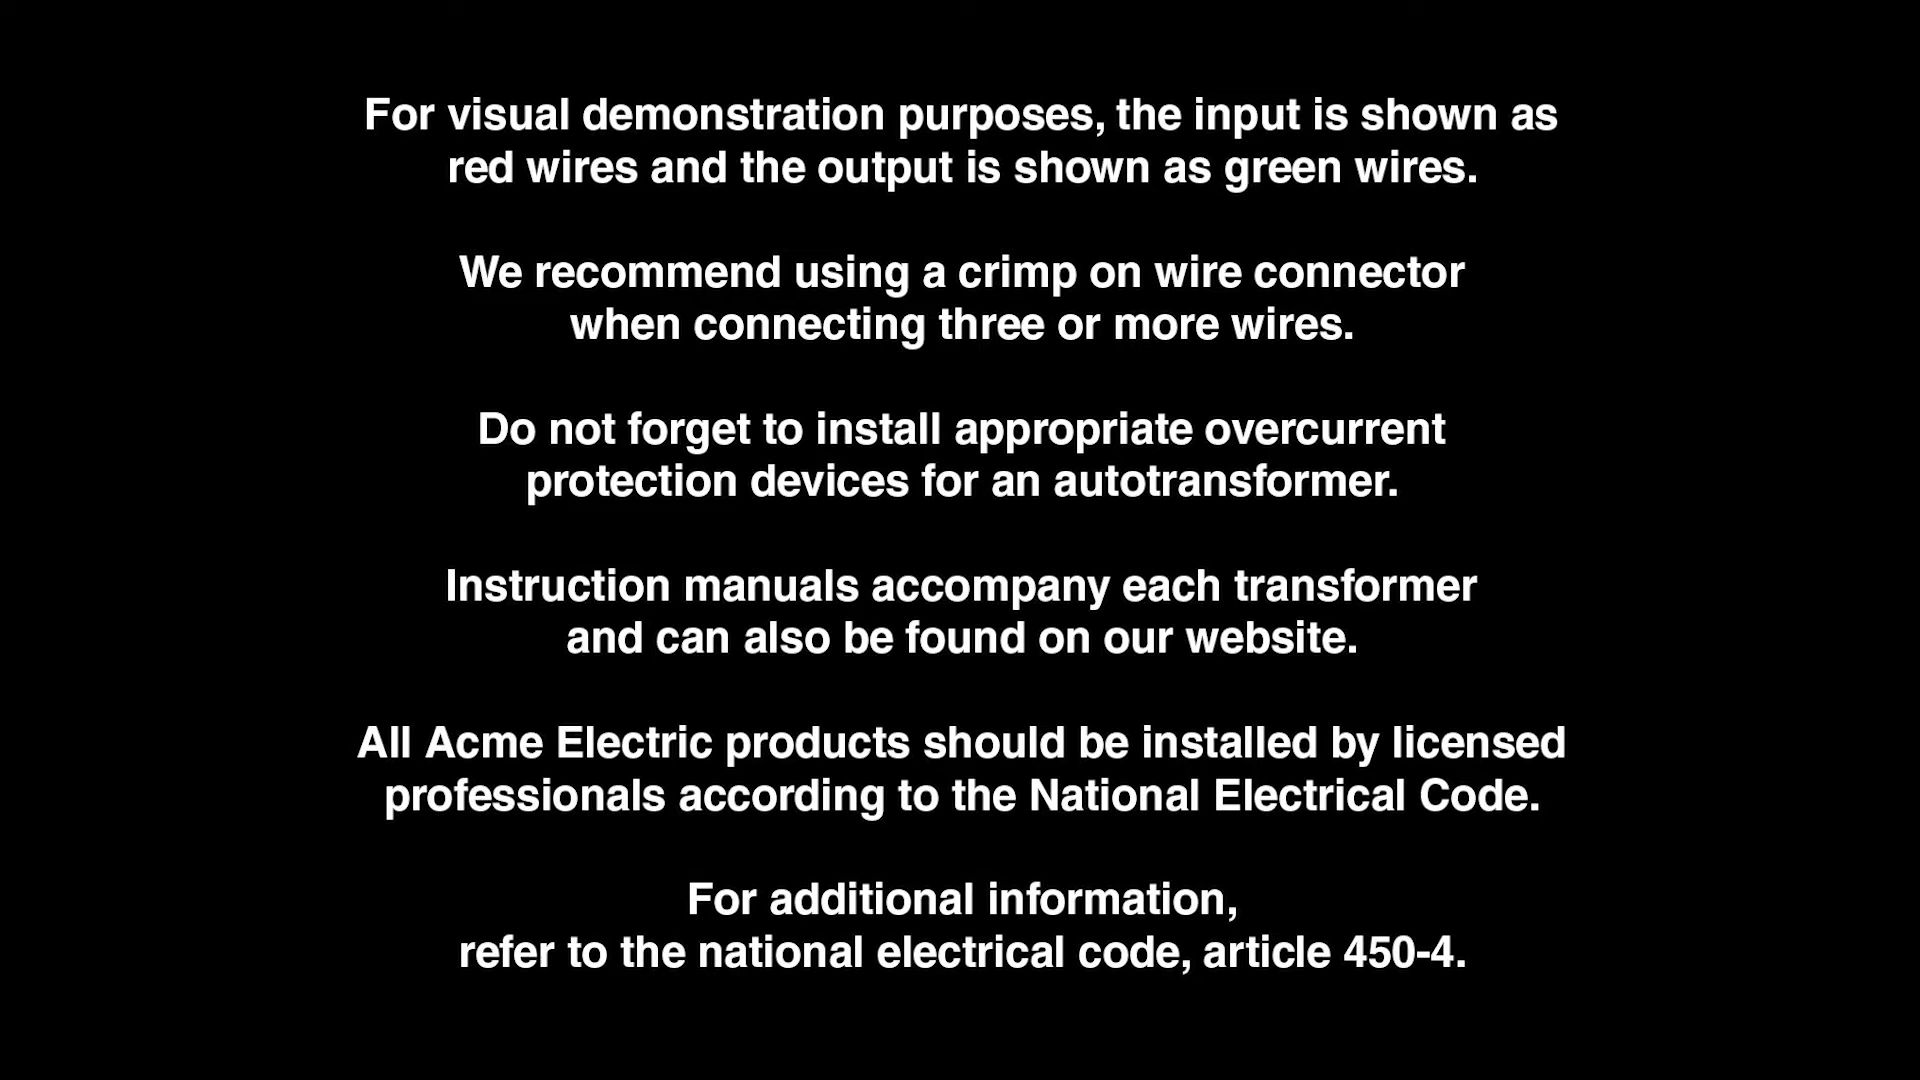 For visual demonstration purposes, the input is shown as
red wires and the output is shown as green wires.
We recommend using a crimp on wire connector
when connecting three or more wires.
Do not forget to install appropriate overcurrent
protection devices for an autotransformer.
Instruction manuals accompany each transformer
and can also be found on our website.
All Acme Electric products should be installed by licensed
professionals according to the National Electrical Code.
For additional information,
refer to the national electrical code, article 450-4.